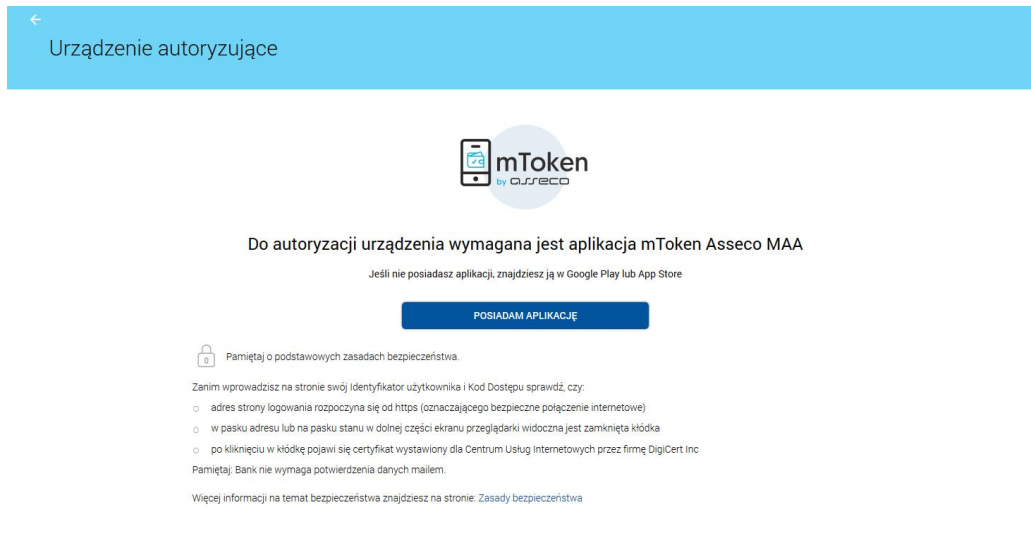 Urządzenie autoryzujące
mToken
by asseco
Do autoryzacji urządzenia wymagana jest aplikacja mToken Asseco MAA
Jeśli nie posiadasz aplikacji, znajdziesz ją w Google Play lub App Store
POSIADAM APLIKACJĘ
Pamiętaj o podstawowych zasadach bezpieczeństwa.
Zanim wprowadzisz na stronie swój Identyfikator użytkownika i Kod Dostępu sprawdź, czy:
adres strony logowania rozpoczyna się od https (oznaczającego bezpieczne połączenie internetowe)
w pasku adresu lub na pasku stanu w dolnej części ekranu przeglądarki widoczna jest zamknięta kłódka
po kliknięciu w kłódkę pojawi się certyfikat wystawiony dla Centrum Usług Internetowych przez firmę DigiCert Inc
Pamiętaj: Bank nie wymaga potwierdzenia danych mailem.
Więcej informacji na temat bezpieczeństwa znajdziesz na stronie: Zasady bezpieczeństwa